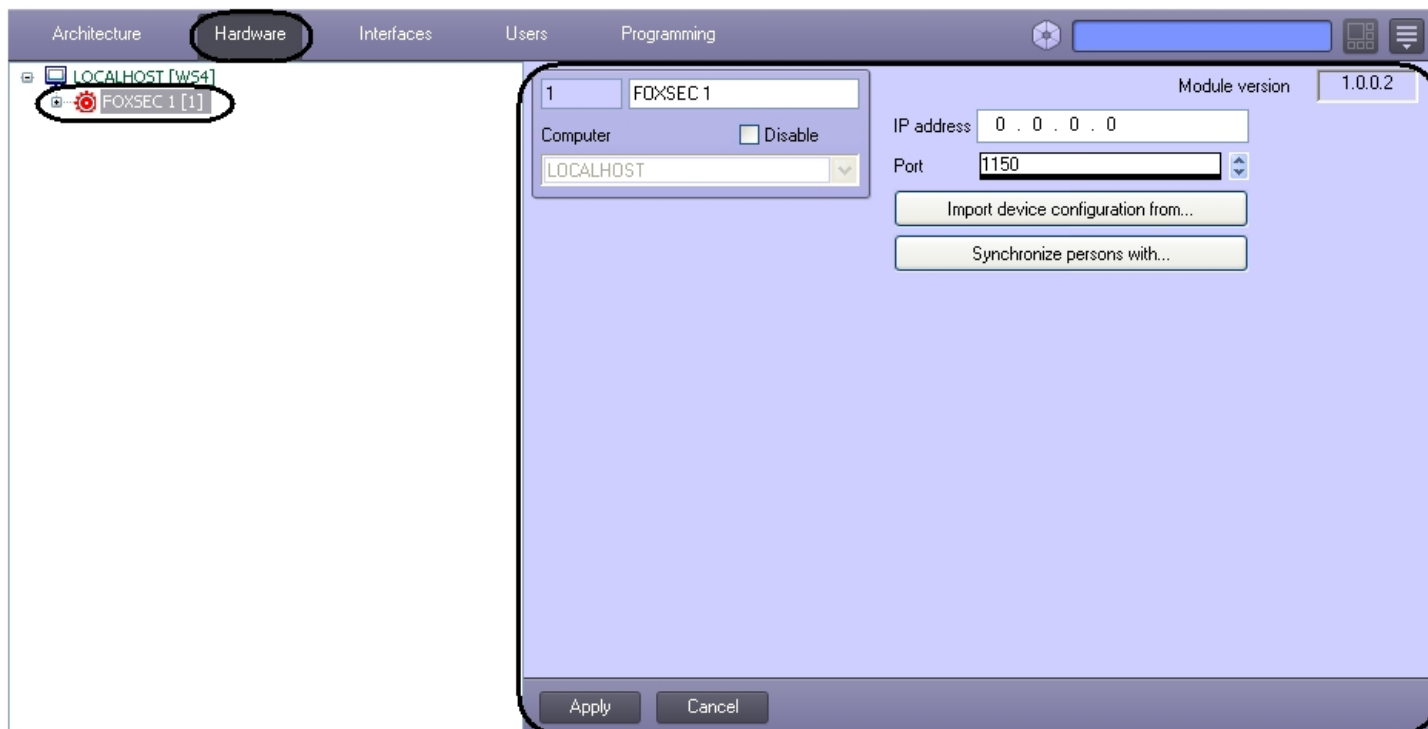 Architecture Hardware Interfaces Users Programming
LOCALHOST [WS4]
FOXSEC 1 [1]
1 FOXSEC 1
Computer Disable
LOCALHOST
Module version 1.0.0.2
IP address 0 . 0 . 0 . 0
Port 1150
Import device configuration from...
Synchronize persons with...
Apply Cancel